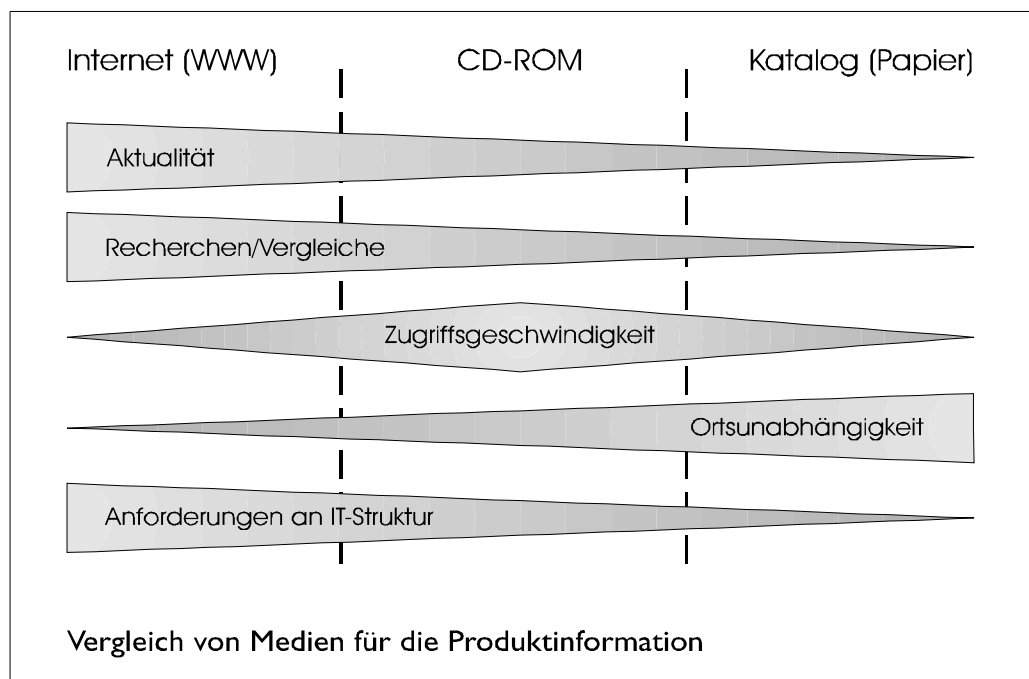 Internet (WWW) CD-ROM Katalog (Papier)
Aktualität
Recherchen/Vergleiche
Zugriffsgeschwindigkeit
Ortsunabhängigkeit
Anforderungen an IT-Struktur
Vergleich von Medien für die Produktinformation